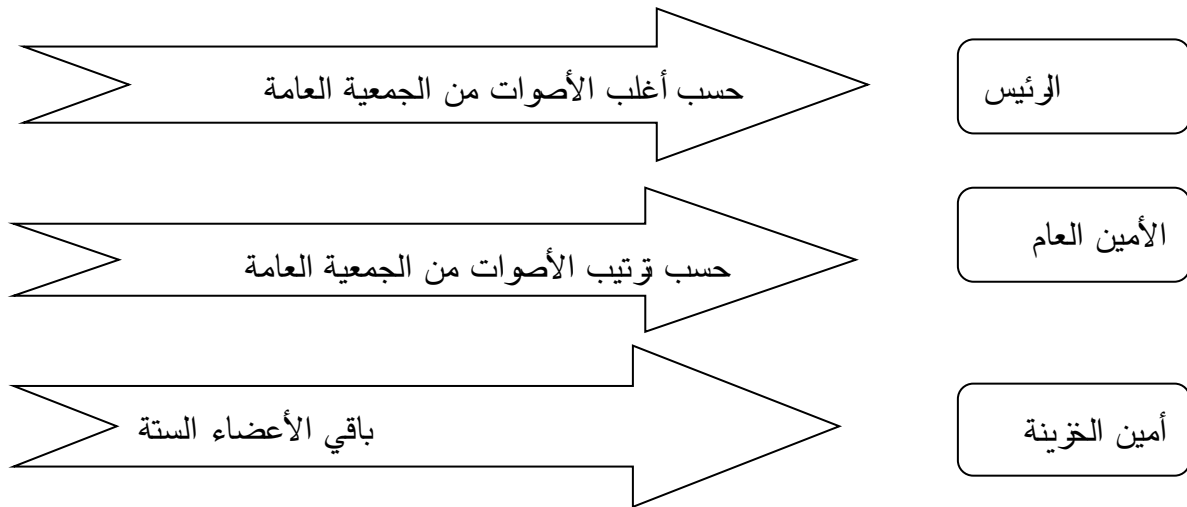 الرئيس
حسب أغلب الأصوات من الجمعية العامة
الأمين العام
حسب ترتيب الأصوات من الجمعية العامة
أمين الخزينة
باقي الأعضاء الستة